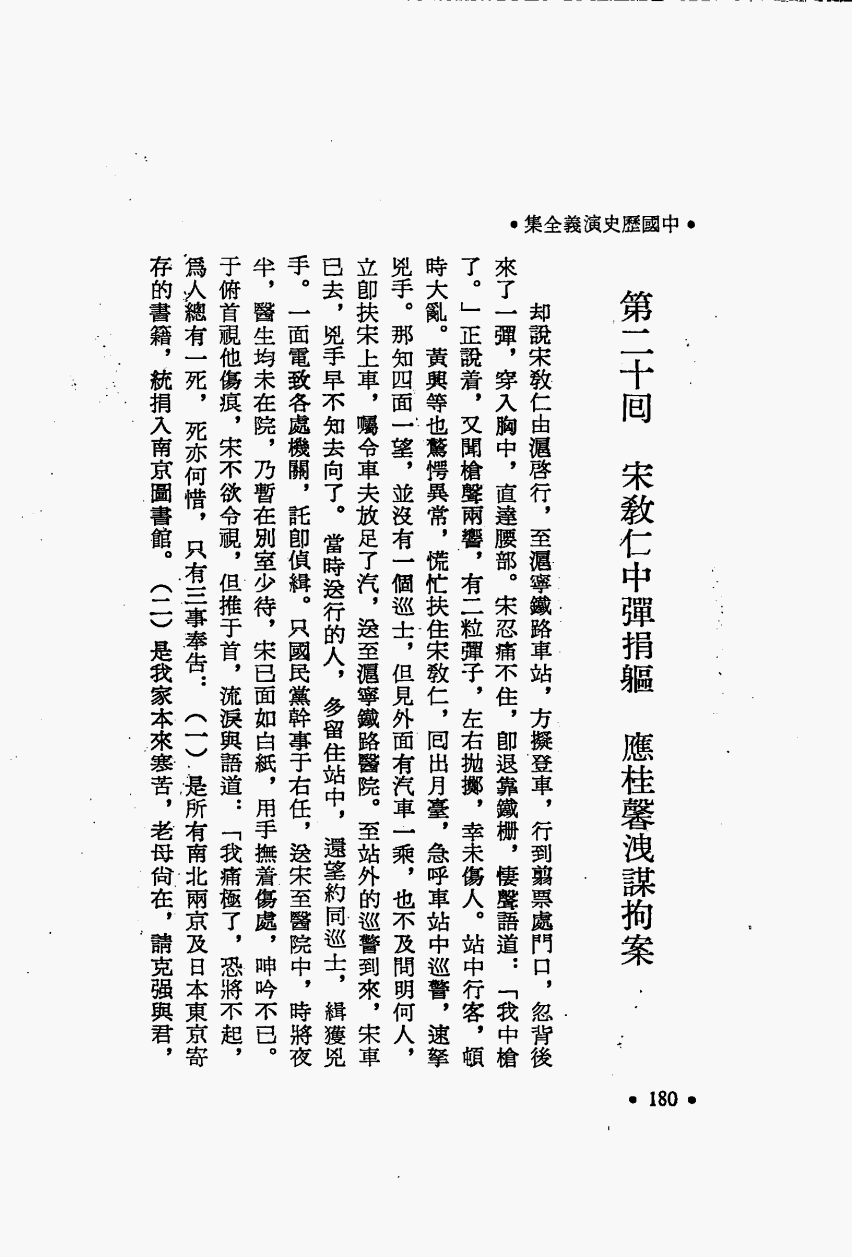 •中國歷史演義全集•
第二十回　宋敎仁中彈捐軀　應桂馨洩謀拘案
却說宋敎仁由滬啓行，至滬寧鐵路車站，方擬登車，行到剪票處門口，忽背後
來了一彈，穿入胸中，直達腰部。宋忍痛不住，卽退靠鐵栅，悽聲語道：「我中槍
了。」正說着，又聞槍聲兩響，有二粒彈子，左右拋擲，幸未傷人。站中行客，頓
時大亂。黃興等也驚愕異常，慌忙扶住宋敎仁，回出月臺，急呼車站中巡警，速拏
兇手。那知四面一望，並沒有一個巡士，但見外面有汽車一乘，也不及問明何人，
立卽扶宋上車，囑令車夫放足了汽，送至滬寧鐵路醫院。至站外的巡警到來，宋車
已去，兇手早不知去向了。當時送行的人，多留住站中，還望約同巡士，緝獲兇
手。一面電致各處機關，託卽偵緝。只國民黨幹事于右任，送宋至醫院中，時將夜
半，醫生均未在院，乃暫在別室少待，宋已面如白紙，用手撫着傷處，呻吟不已。
于俯首視他傷痕，宋不欲令視，但推于首，流淚與語道：「我痛極了，恐將不起，
爲人總有一死，死亦何惜，只有三事奉告：（一）是所有南北兩京及日本東京寄
存的書籍，統捐入南京圖書館。（二）是我家本來寒苦，老母尙在，請克强與君，
• 180 •